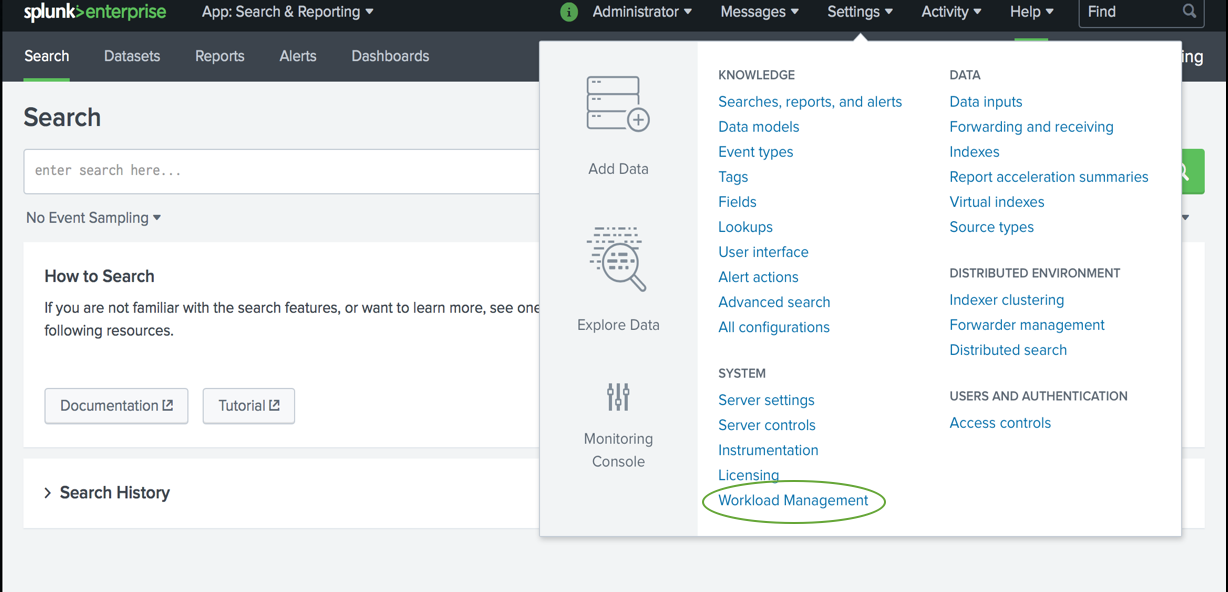 splunk>enterprise App: Search & Reporting Administrator Messages Settings Activity Help Find
Search Datasets Reports Alerts Dashboards
ing
Search
enter search here...
No Event Sampling
How to Search
If you are not familiar with the search features, or want to learn more, see one
following resources.
Documentation Tutorial
Search History
Add Data
Explore Data
Monitoring
Console
KNOWLEDGE
Searches, reports, and alerts
Data models
Event types
Tags
Fields
Lookups
User interface
Alert actions
Advanced search
All configurations
SYSTEM
Server settings
Server controls
Instrumentation
Licensing
Workload Management
DATA
Data inputs
Forwarding and receiving
Indexes
Report acceleration summaries
Virtual indexes
Source types
DISTRIBUTED ENVIRONMENT
Indexer clustering
Forwarder management
Distributed search
USERS AND AUTHENTICATION
Access controls